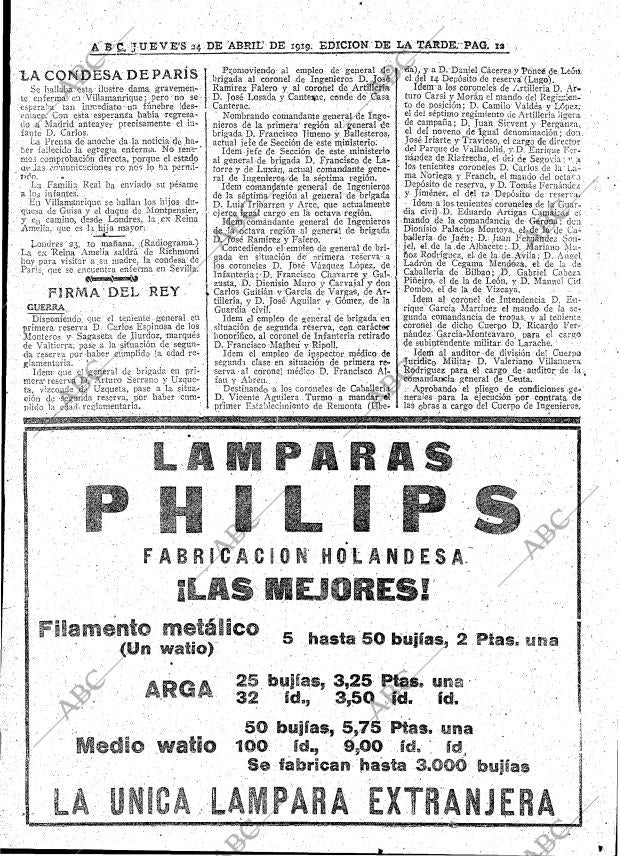 A B C. JUEVES 24 DE ABRIL DE 1919. EDICION DE LA TARDE. PAG. 12
LA CONDESA DE PARÍS
Se hallaba esta ilustre dama gravemente
enferma en Villamanrique; pero no se
esperaba tan inmediato un fúnebre desenlace.
Con esta esperanza había regresado
a Madrid anteayer precisamente el infante
D. Carlos.
La Prensa de anoche da la noticia de haber
fallecido la egregia enferma. No tenemos
comprobación directa, porque el estado
de las comunicaciones no nos lo ha permitido.
La Familia Real ha enviado su pésame
a los infantes.
En Villamanrique se hallan los hijos duquesa
de Guisa y el duque de Montpensier,
y en camino, desde Londres, la ex Reina
Amelia, que es la hija mayor.
Londres 23, 10 mañana. (Radiograma.)
La ex Reina Amelia saldrá de Richmond
hoy para visitar a su madre, la condesa de
París, que se encuentra enferma en Sevilla.
FIRMA DEL REY
GUERRA
Disponiendo, que el teniente general en
primera reserva D. Carlos Espinosa de los
Monteros y Sagaseta de Ilurdoz, marqués
de Valtierra, pase a la situación de segunda
reserva por haber cumplido la edad reglamentaria.
Idem que el general de brigada en primera
reserva D. Arturo Serrano y Uzqueta,
vizconde de Uzqueta, pase a la situación
de segunda reserva, por haber cumplido
la edad reglamentaria.
Promoviendo al empleo de general de
brigada al coronel de Ingenieros D. José
Ramírez Falero y al coronel de Artillería
D. José Losada y Canterac, conde de Casa
Canterac.
Nombrando comandante general de Ingenieros
de la primera región al general de
brigada D. Francisco Jimeno y Ballesteros,
actual jefe de Sección de este ministerio.
Idem jefe de Sección de este ministerio
al general de brigada D. Francisco de Latorre
y de Luxán, actual comandante general
de Ingenieros de la séptima región.
Idem comandante general de Ingenieros
de la séptima región al general de brigada
D. Luis Iribarren y Arce, que actualmente
igual cargo en la octava región.
Idem comandante general de Ingenieros
de la octava región al general de brigada
D. José Ramírez y Falero.
Concediendo el empleo de general de brigada
en situación de primera reserva a los
coroneles D. José Vázquez López, de
Infantería; D. Francisco Chavarre y Galzusta,
D. Dionisio Muro y Carvajal y don
Carlos Guitián y García de Vargas, de Artillería,
y D. José Aguilar y Gómez, de la
Guardia civil.
Idem el empleo de general de brigada en
situación de segunda reserva, con carácter
honorífico, al coronel de Infantería retirado
D. Francisco Matheu y Ripoll.
Idem el empleo de inspector médico de
segunda clase en situación de primera reserva
al coronel médico D. Francisco Alfau
y Abreu.
Destinando a los coroneles de Caballería
D. Vicente Aguilera Turmo a mandar el
primer Establecimiento de Remonta (Ube-
da), y a D. Daniel Cáceres y Ponce de León
el del 14 Depósito de reserva (Lugo).
Idem a los coroneles de Artillería D. Arturo
Carsí y Morán el mando del Regimiento
de posición; D. Camilo Valdés y López,
el del séptimo regimiento de Artillería ligera
de campaña; D. Juan Sirvent y Berganza,
el del noveno de igual denominación; don
José Iriarte y Travieso, el cargo de director
del Parque de Valladolid, y D. Enrique Fernández
de Riafrecha, el del de Segovia; a
los tenientes coroneles D. Carlos de la Lama
Noriega y Franch, el mando del octavo
Depósito de reserva, y D. Tomás Fernández
y Jiménez, el del 12 Depósito de reserva.
Idem a los tenientes coroneles de la Guardia
civil D. Eduardo Artigas Camacho el
mando de la comandancia de Gerona; don
Dionisio Palacios Montoya, el de la Caballería
de Jaén; D. Juan Fernández Sonjel,
el de la de Albacete; D. Mariano Muñoz
Rodríguez, el de la de Avila; D. Angel
Ladrón de Cegama Mendoza, el de la de
Caballería de Bilbao; D. Gabriel Cabeza
Piñeiro, el de la de León, y D. Manuel Cid
Pombo, el de la de Vizcaya.
Idem al coronel de Intendencia D. Enrique
García Martínez el mando de la segunda
comandancia de tropas, y al teniente
coronel de dicho Cuerpo D. Ricardo Fernández
García-Montavaro, para el cargo de
subintendente militar de Larache.
Idem al auditor de división del Cuerpo
Jurídico Militar D. Valeriano Villanueva
Rodríguez para el cargo de auditor de la
comandancia general de Ceuta.
Aprobando el pliego de condiciones generales
para la ejecución por contrata de
las obras a cargo del Cuerpo de Ingenieros.
LAMPARAS
PHILIPS
FABRICACION HOLANDESA
¡LAS MEJORES!
Filamento metálico
(Un watio)
5 hasta 50 bujías, 2 Ptas. una
ARGA
25 bujías, 3,25 Ptas. una
32 íd., 3,50 íd. íd.
Medio watio
50 bujías, 5,75 Ptas. una
100 íd., 9,00 íd. íd
Se fabrican hasta 3.000 bujías
LA UNICA LAMPARA EXTRANJERA